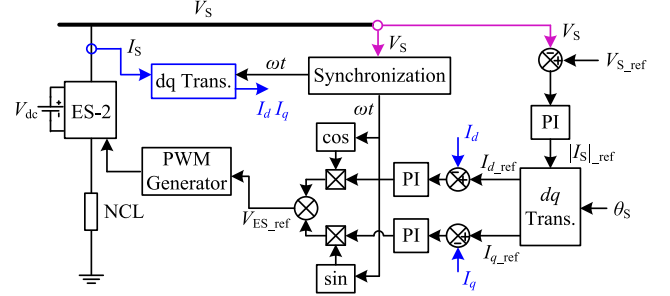 V_S
I_S
V_S
V_S
ωt
dq Trans.
Synchronization
V_S_ref
I_d I_q
ωt
V_dc
ES-2
PI
cos
I_d
|I_S|_ref
PWM
Generator
PI
I_d_ref
dq
Trans.
θ_S
NCL
V_ES_ref
PI
I_q_ref
sin
I_q